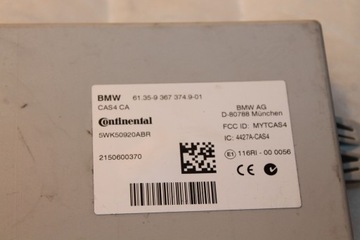 BMW 61.35-9 367 374.9-01
CAS4 CA
Continental
5WK50920ABR
2150600370
BMW AG
D-80788 München
FCC ID: MYTCAS4
IC: 4427A-CAS4
E1 116RI - 00 0056
CE